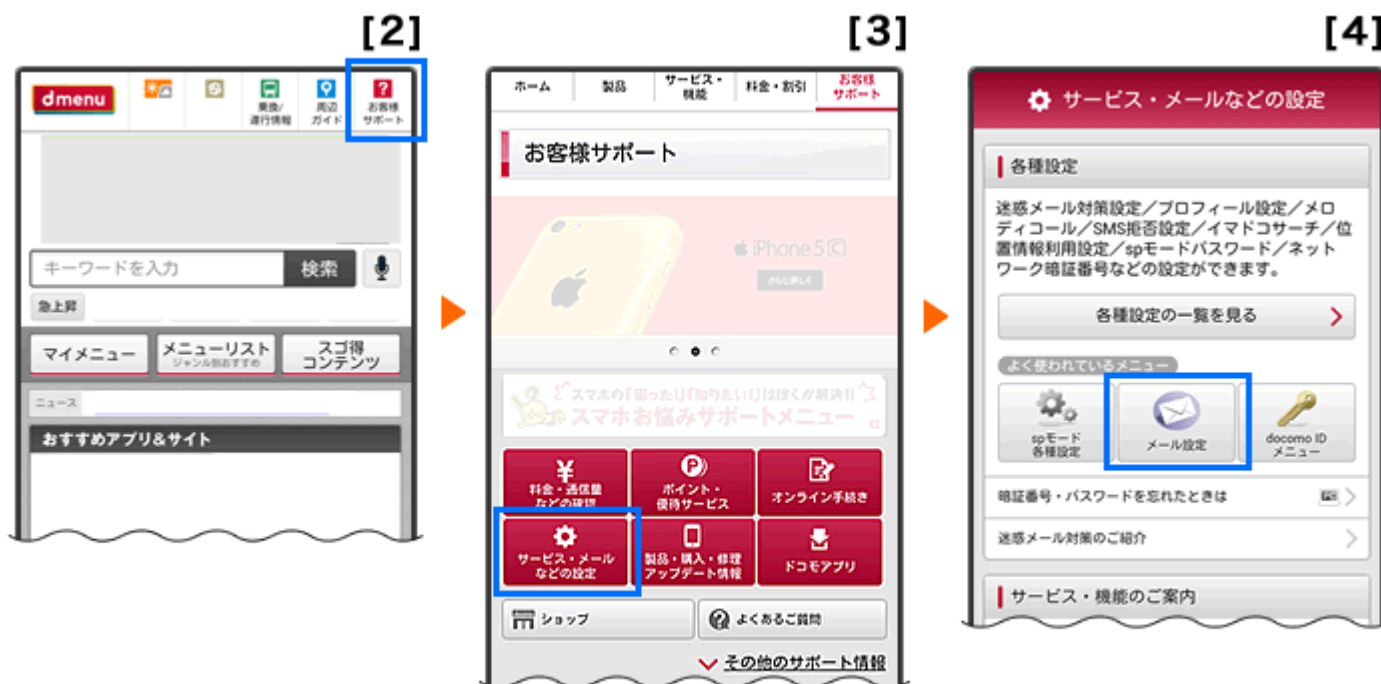 [2]
dmenu
乗換/
運行情報
周辺
ガイド
お客様
サポート
キーワードを入力
検索
急上昇
マイメニュー
メニューリスト
ジャンル別おすすめ
スゴ得
コンテンツ
ニュース
おすすめアプリ&サイト
[3]
ホーム
製品
サービス・
機能
料金・割引
お客様
サポート
お客様サポート
iPhone 5c
さらに詳しく
スマホの「困った!」「知りたい!」はぼくが解決!!
スマホお悩みサポートメニュー
料金・通信量
などの確認
ポイント・
優待サービス
オンライン手続き
サービス・メール
などの設定
製品・購入・修理
アップデート情報
ドコモアプリ
ショップ
よくあるご質問
その他のサポート情報
[4]
サービス・メールなどの設定
各種設定
迷惑メール対策設定/プロフィール設定/メロ
ディコール/SMS拒否設定/イマドコサーチ/位
置情報利用設定/spモードパスワード/ネット
ワーク暗証番号などの設定ができます。
各種設定の一覧を見る
よく使われているメニュー
spモード
各種設定
メール設定
docomo ID
メニュー
暗証番号・パスワードを忘れたときは
迷惑メール対策のご紹介
サービス・機能のご案内